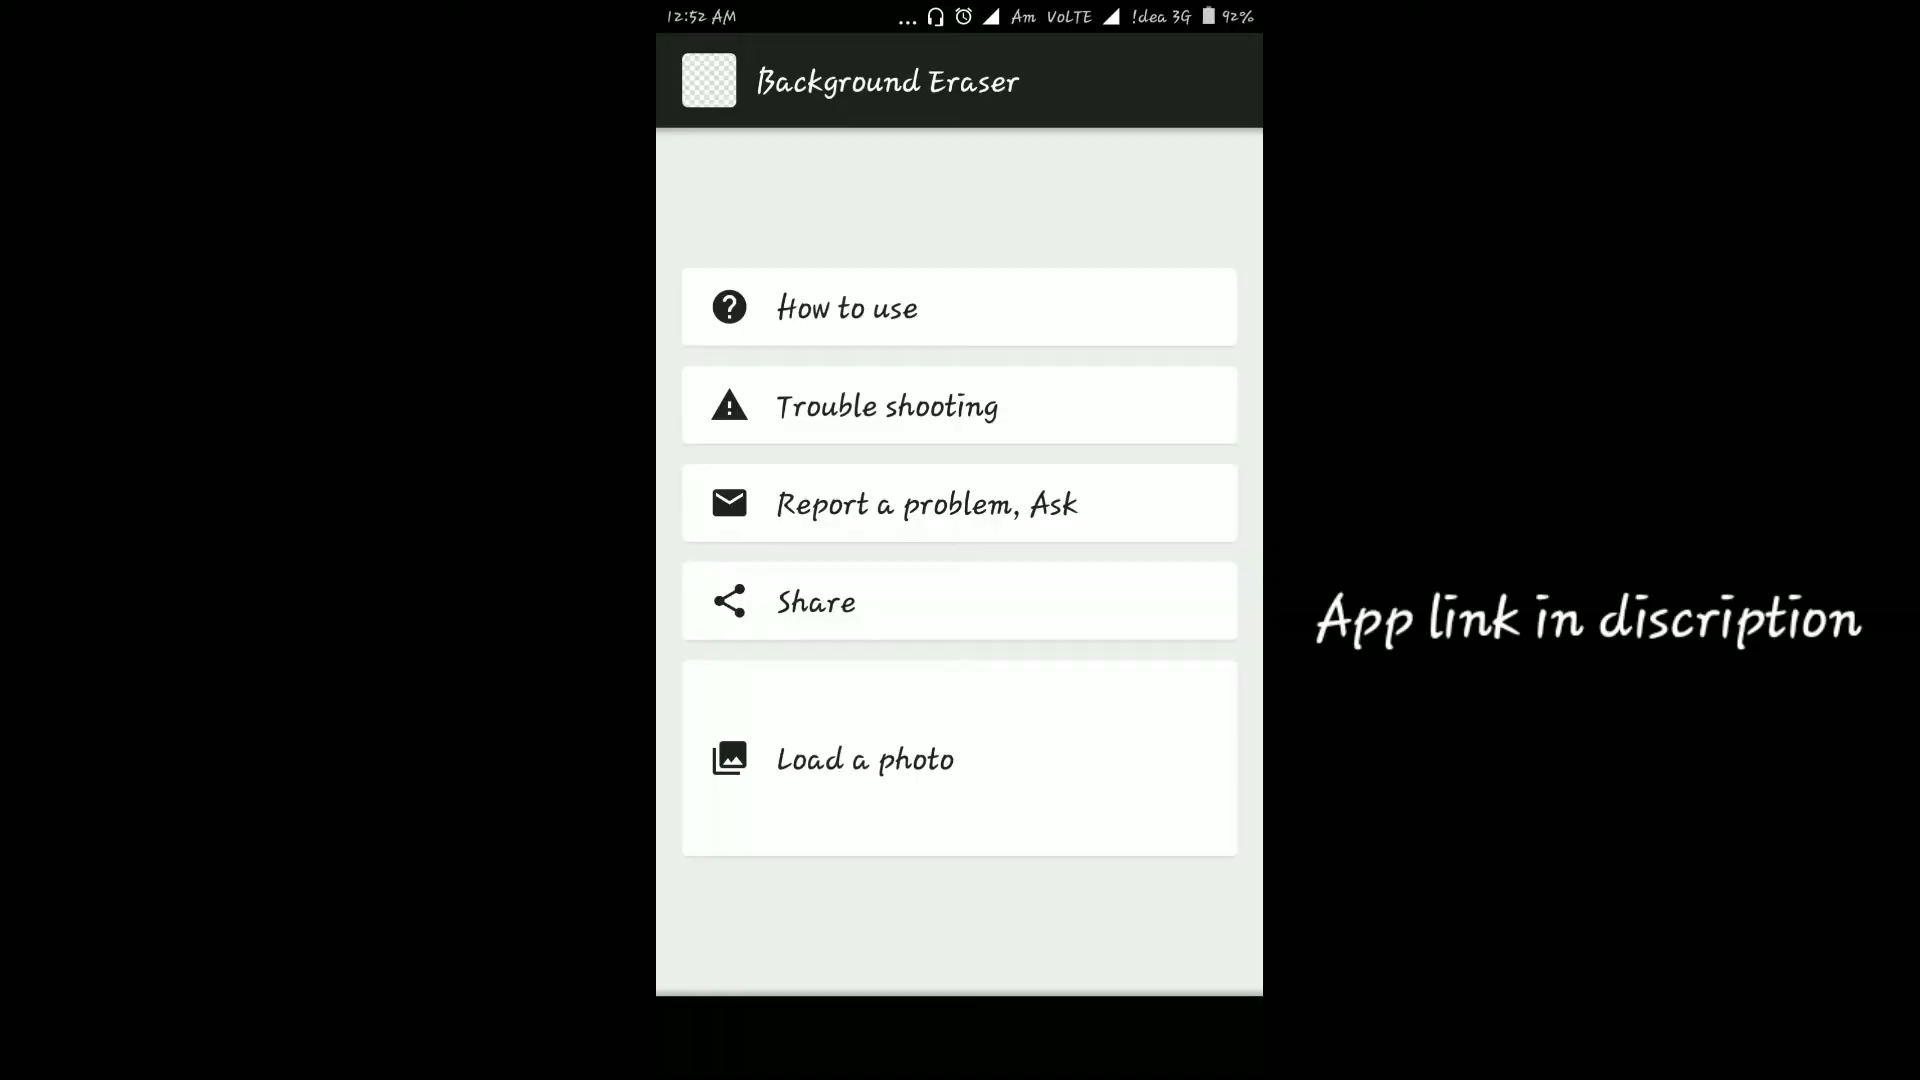 12:52 AM ... Am VoLTE !dea 3G 92%
Background Eraser
How to use
Trouble shooting
Report a problem, Ask
Share
App link in discription
Load a photo